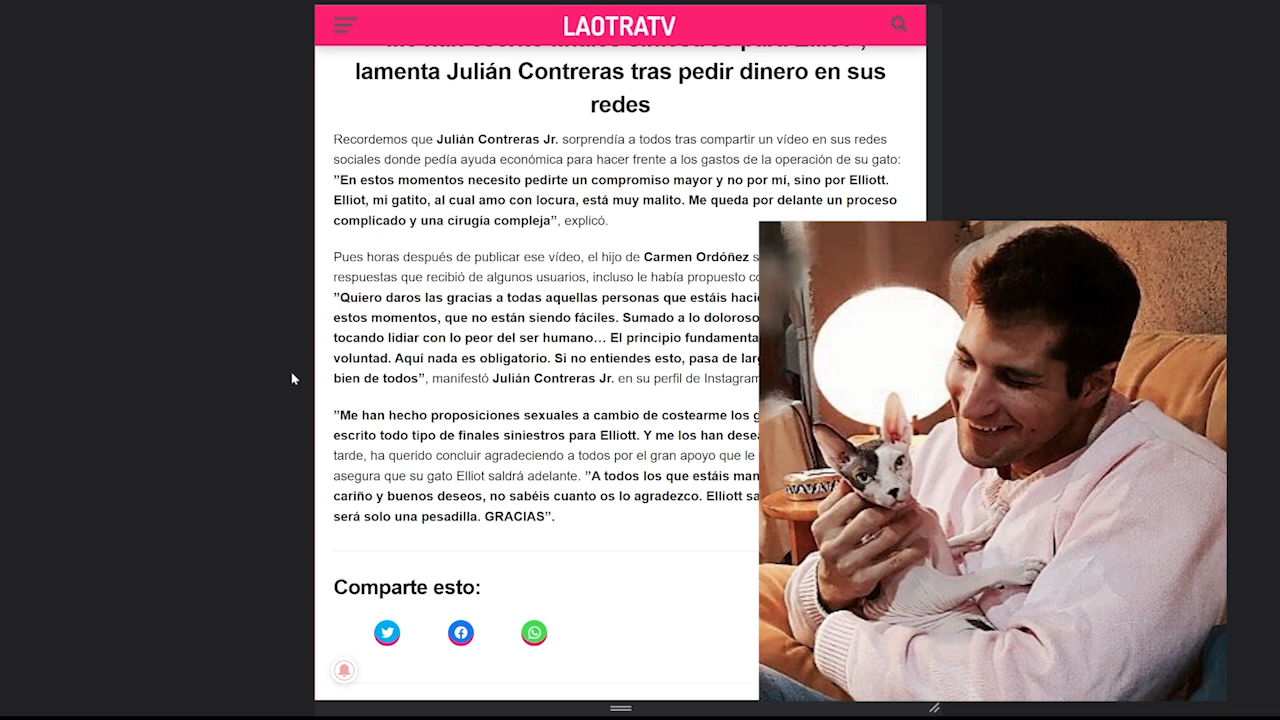 LAOTRATV
lamenta Julián Contreras tras pedir dinero en sus
redes
Recordemos que Julián Contreras Jr. sorprendía a todos tras compartir un vídeo en sus redes
sociales donde pedía ayuda económica para hacer frente a los gastos de la operación de su gato:
”En estos momentos necesito pedirte un compromiso mayor y no por mí, sino por Elliott.
Elliot, mi gatito, al cual amo con locura, está muy malito. Me queda por delante un proceso
complicado y una cirugía compleja”, explicó.
Pues horas después de publicar ese vídeo, el hijo de Carmen Ordóñez
respuestas que recibió de algunos usuarios, incluso le había propuesto
”Quiero daros las gracias a todas aquellas personas que estáis
estos momentos, que no están siendo fáciles. Sumado a lo doloroso
tocando lidiar con lo peor del ser humano… El principio
voluntad. Aquí nada es obligatorio. Si no entiendes esto, pasa de
bien de todos”, manifestó Julián Contreras Jr. en su perfil de Instagram
”Me han hecho proposiciones sexuales a cambio de costearme los
escrito todo tipo de finales siniestros para Elliott. Y me los han
tarde, ha querido concluir agradeciendo a todos por el gran apoyo que le
asegura que su gato Elliot saldrá adelante. ”A todos los que estáis
cariño y buenos deseos, no sabéis cuanto os lo agradezco. Elliott
será solo una pesadilla. GRACIAS”.
Comparte esto: